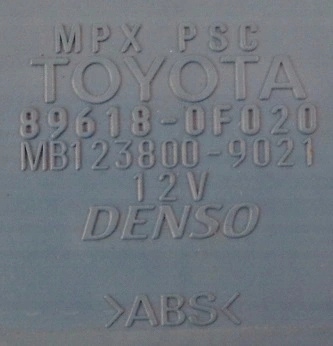 MPX PSC
TOYOTA
89618-0F020
MB123800-9021
12V
DENSO
>ABS<